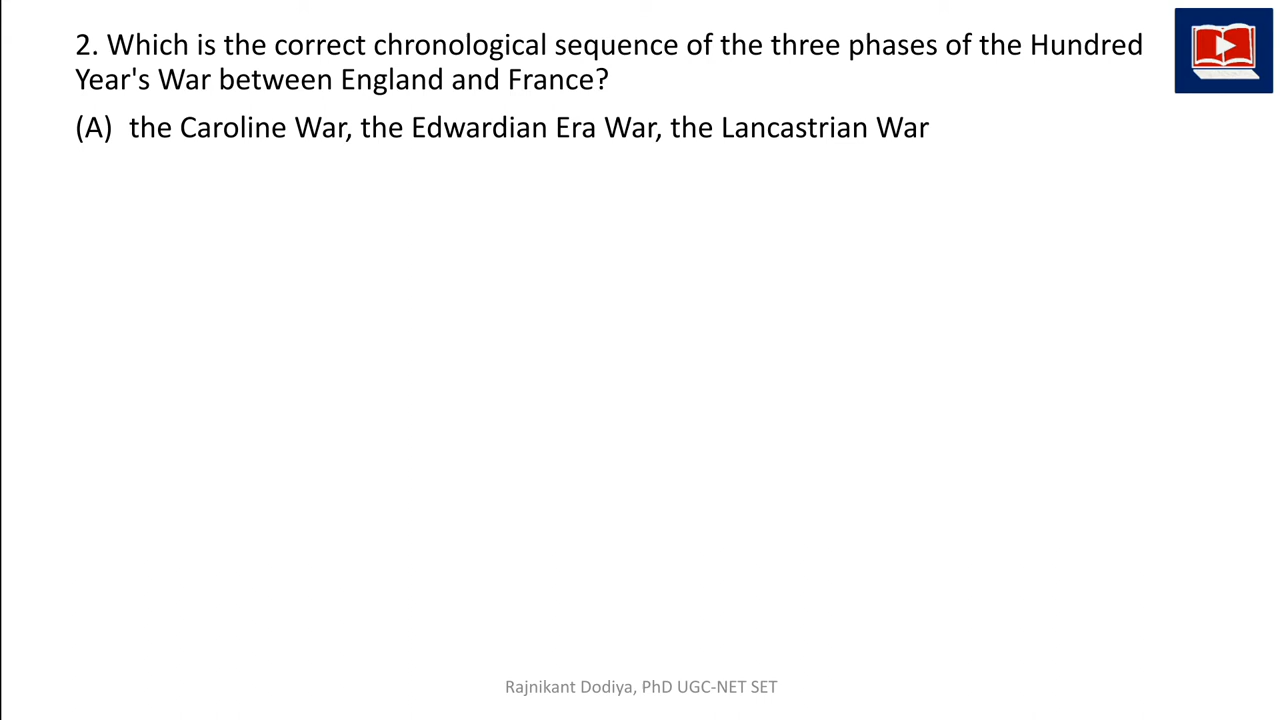 2. Which is the correct chronological sequence of the three phases of the Hundred
Year's War between England and France?
(A) the Caroline War, the Edwardian Era War, the Lancastrian War
Rajnikant Dodiya, PhD UGC-NET SET